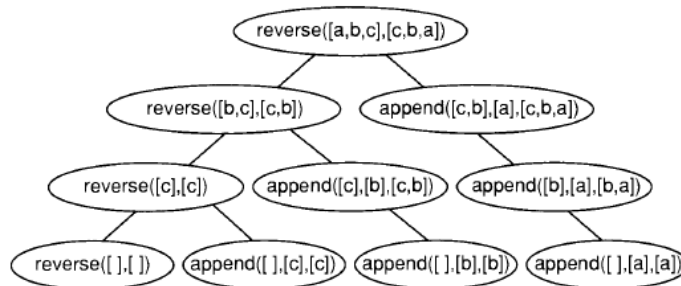 reverse([a,b,c],[c,b,a])
reverse([b,c],[c,b])
append([c,b],[a],[c,b,a])
reverse([c],[c])
append([c],[b],[c,b])
append([b],[a],[b,a])
reverse([ ],[ ])
append([ ],[c],[c])
append([ ],[b],[b])
append([ ],[a],[a])